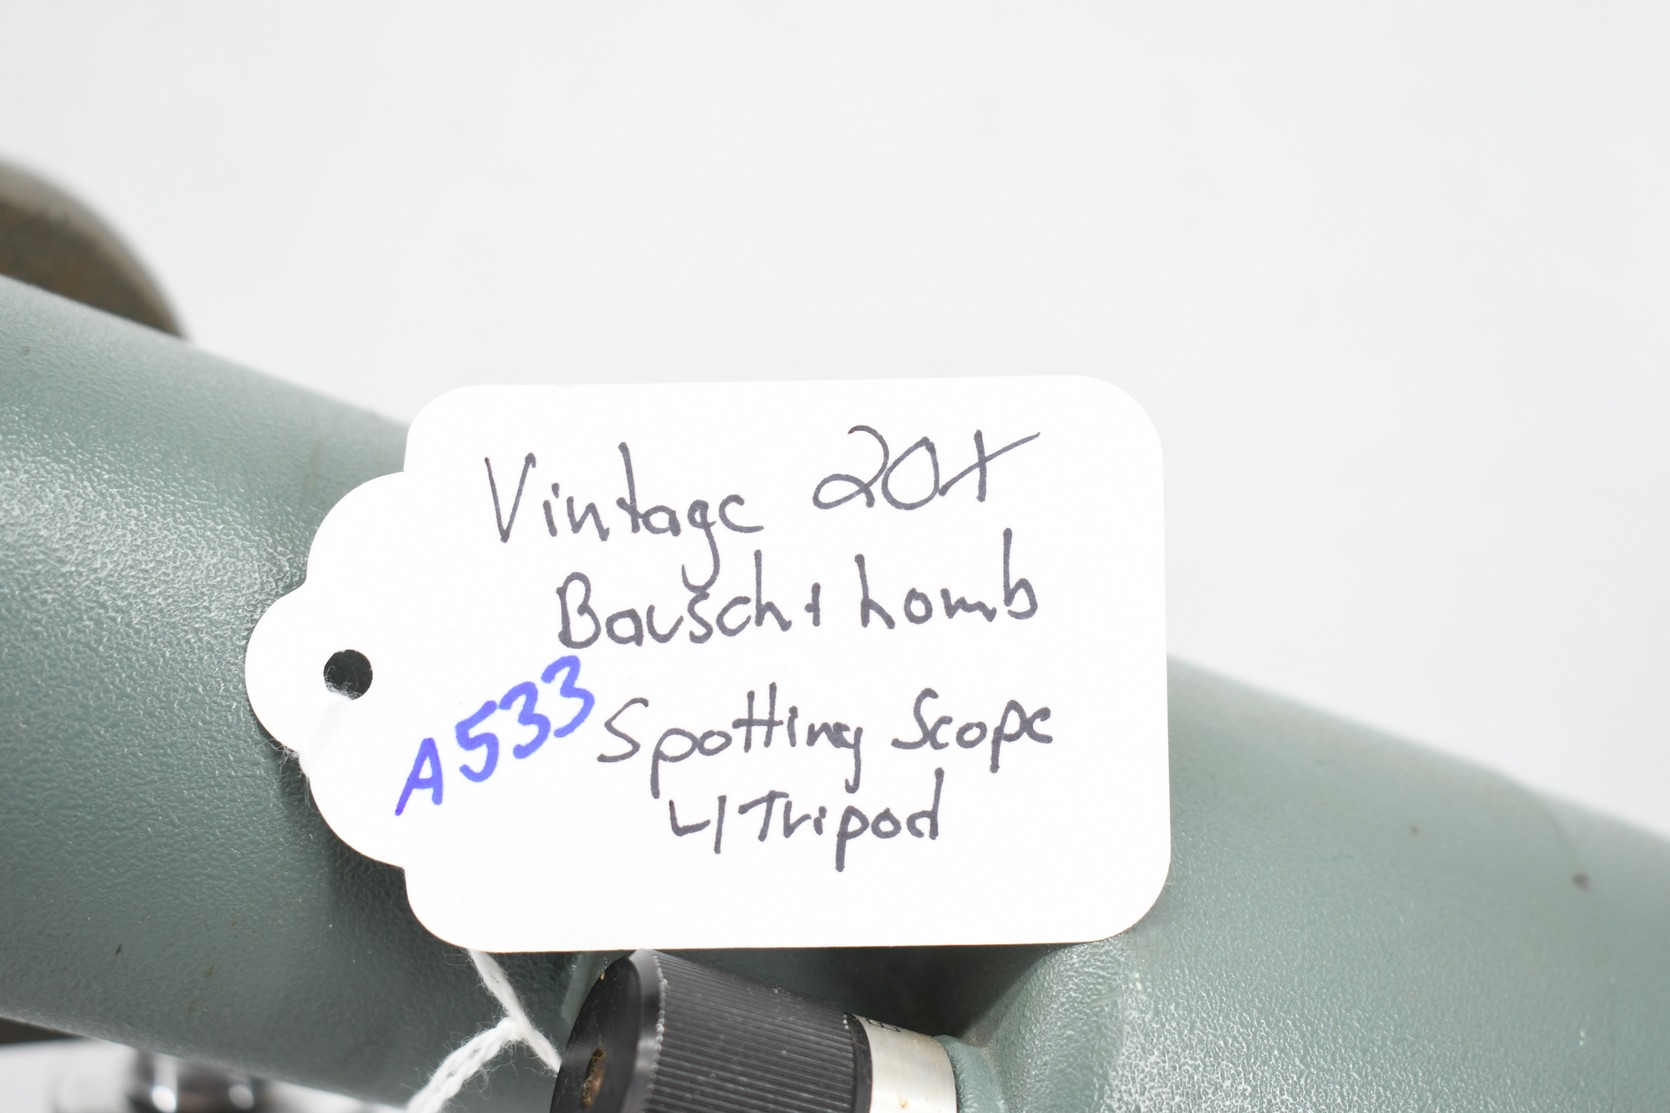 Vintage 20x
Bausch + Lomb
A533
Spotting Scope
w/ Tripod